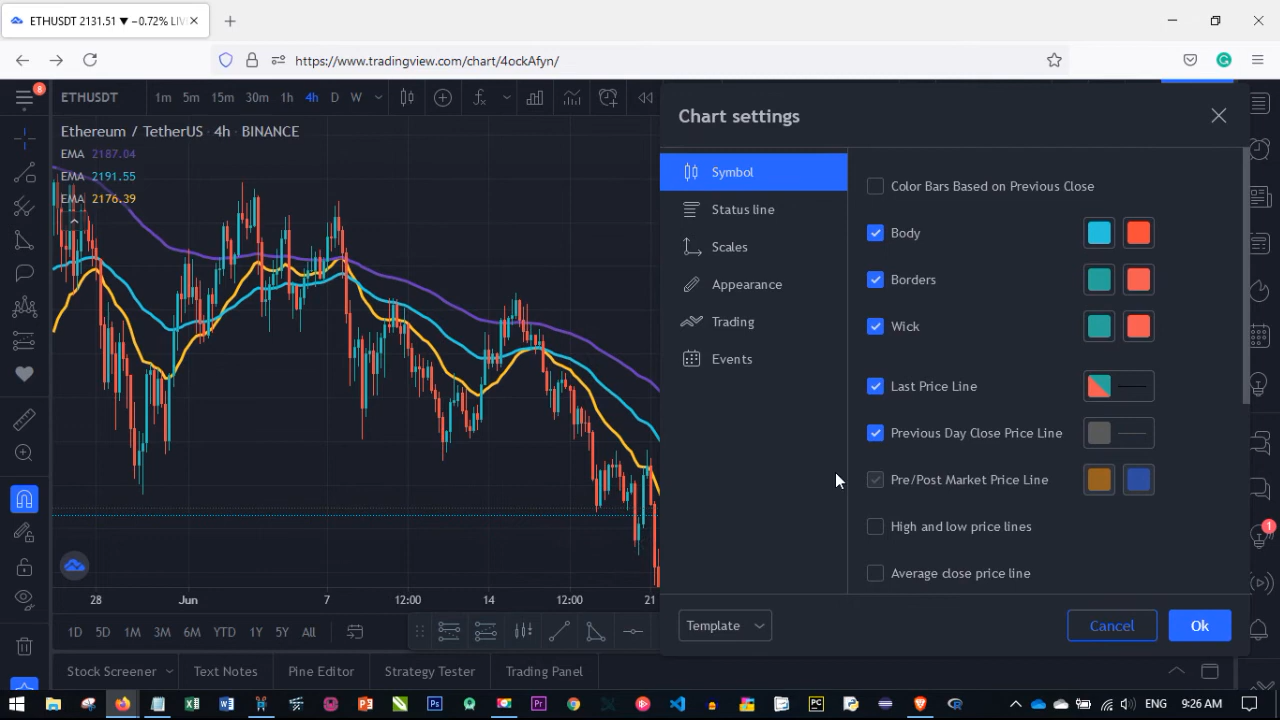 ETHUSDT 2131.51 ▼ −0.72% LIV
https://www.tradingview.com/chart/4ockAfyn/
8
ETHUSDT 1m 5m 15m 30m 1h 4h D W
Ethereum / TetherUS 4h BINANCE
EMA 2187.04
EMA 2191.55
EMA 2176.39
Chart settings
Symbol
Status line
Scales
Appearance
Trading
Events
Color Bars Based on Previous Close
Body
Borders
Wick
Last Price Line
Previous Day Close Price Line
Pre/Post Market Price Line
High and low price lines
Average close price line
1
28 Jun 7 12:00 14 12:00 21
1D 5D 1M 3M 6M YTD 1Y 5Y All
Template
Cancel
Ok
Stock Screener Text Notes Pine Editor Strategy Tester Trading Panel
ENG 9:26 AM